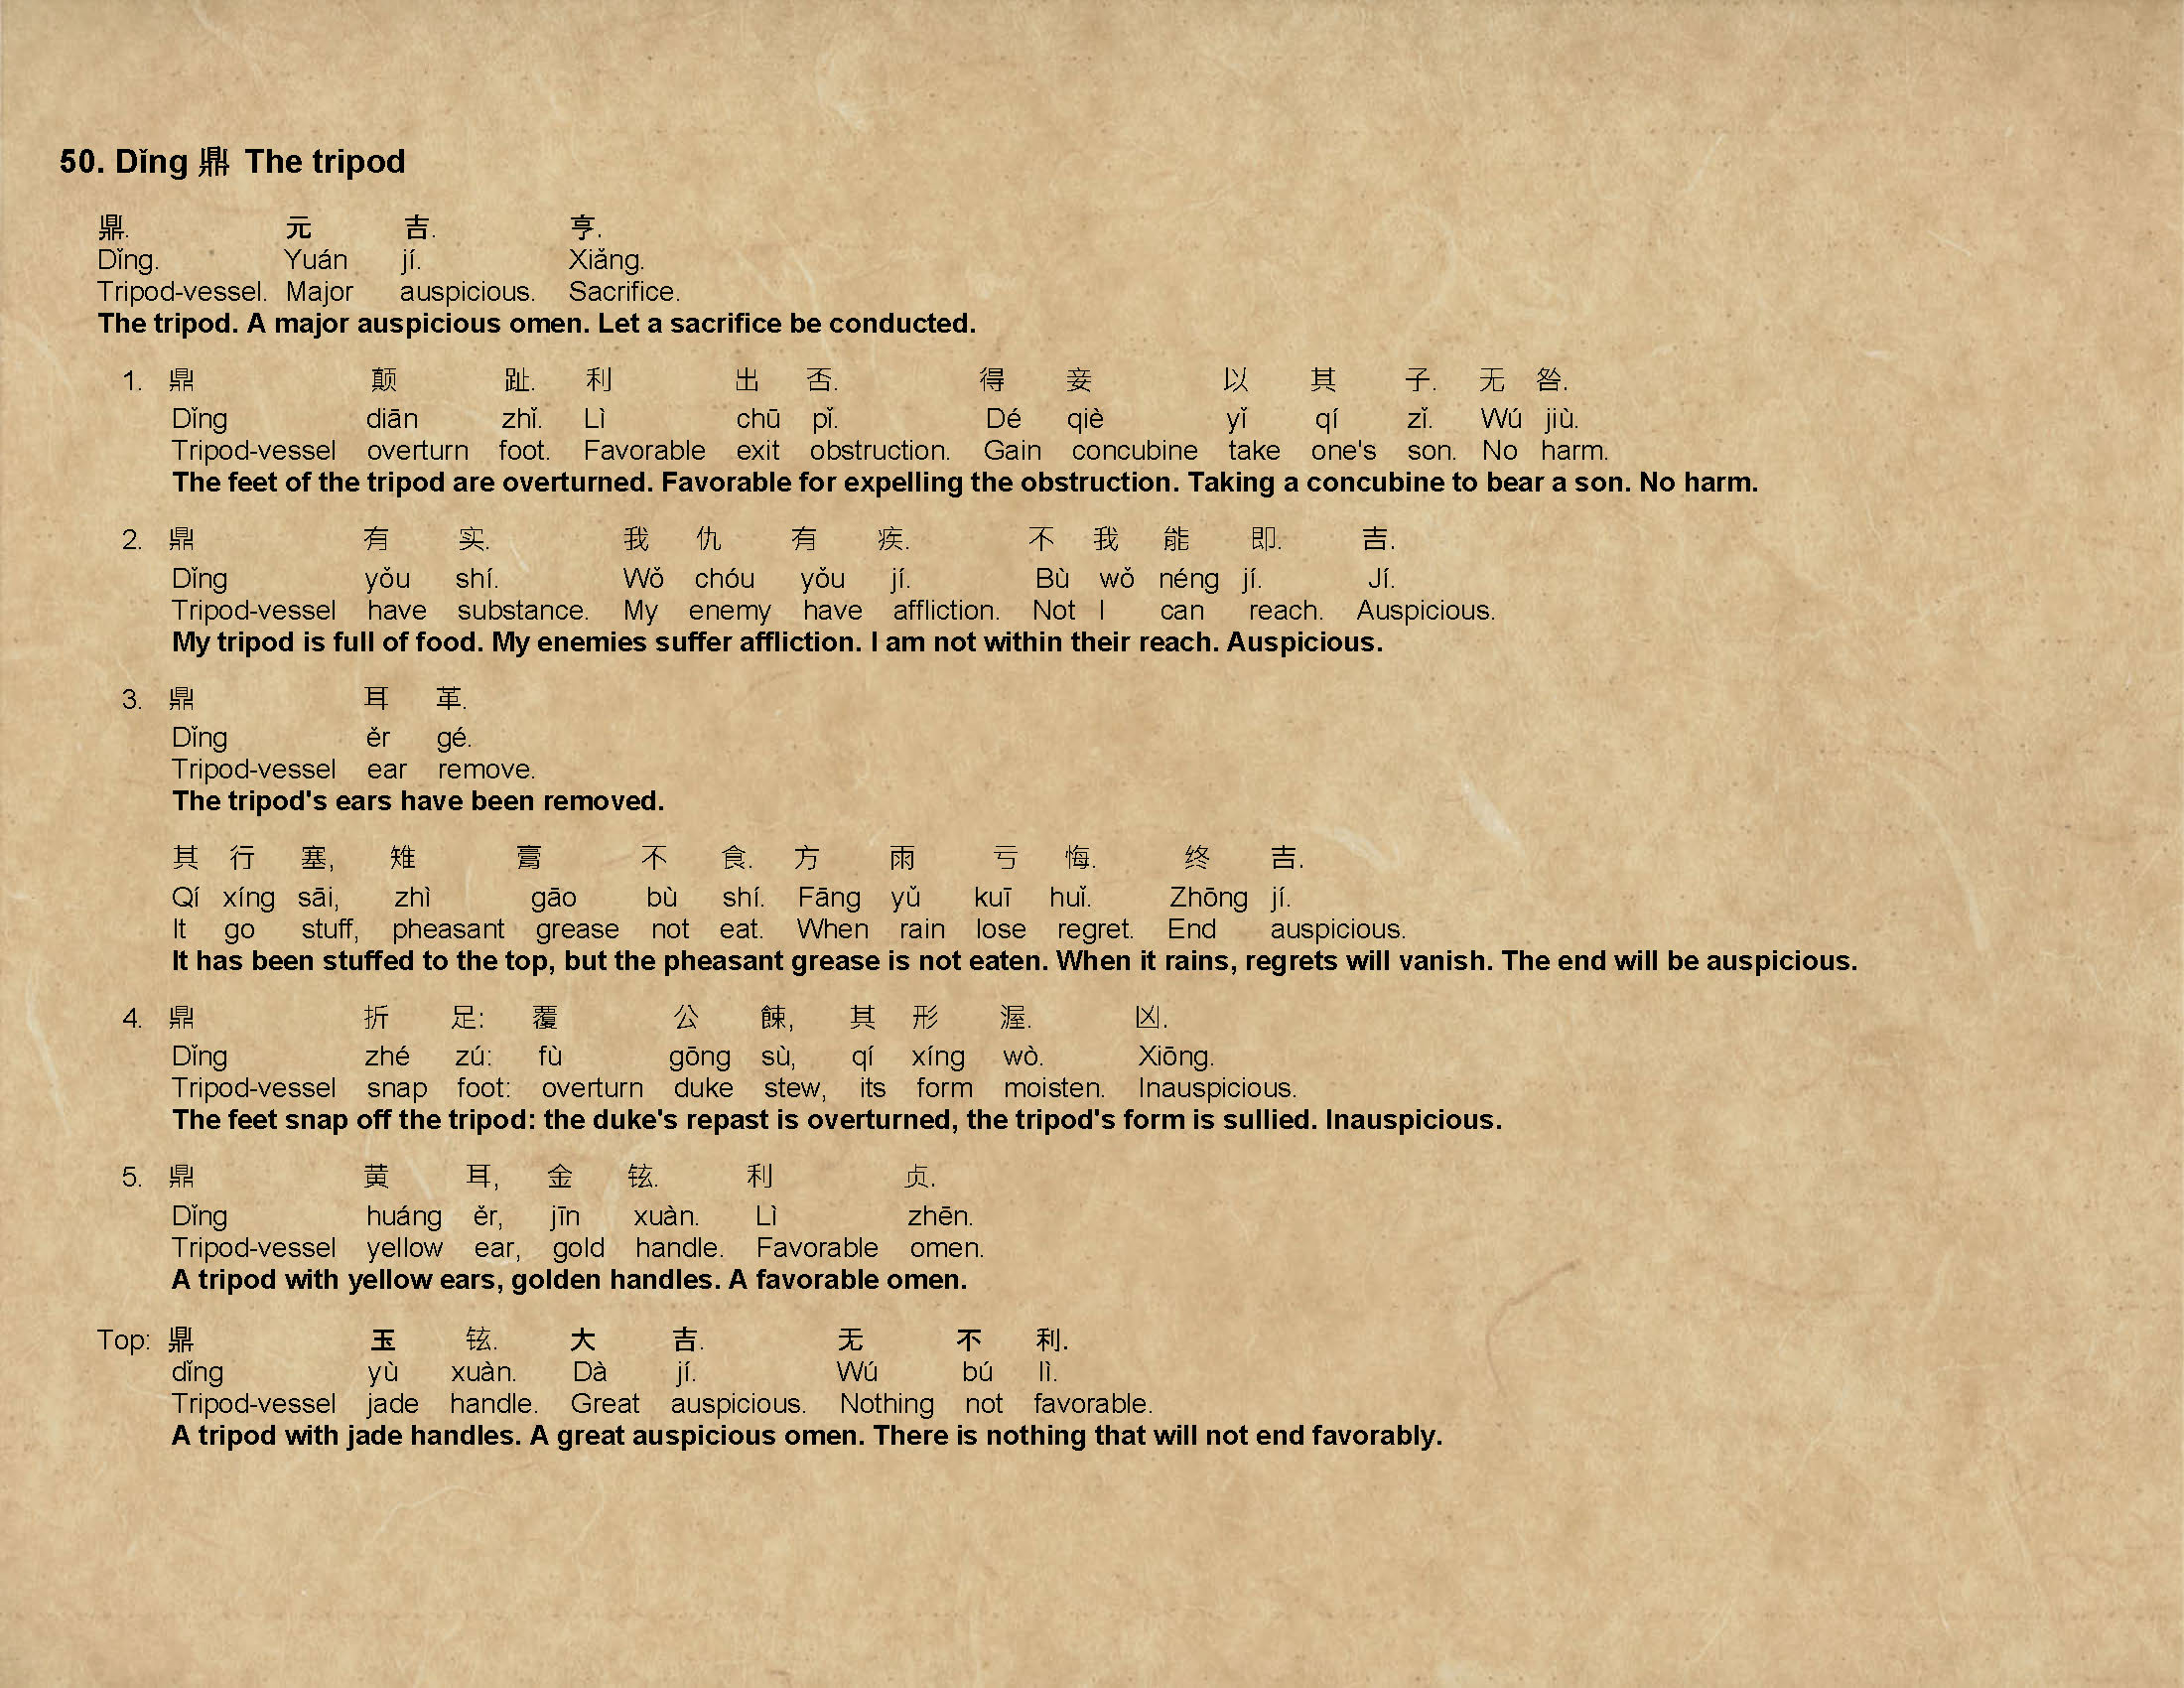 50. Dǐng 鼎 The tripod
鼎. 元 吉. 亨.
Dǐng. Yuán jí. Xiǎng.
Tripod-vessel. Major auspicious. Sacrifice.
The tripod. A major auspicious omen. Let a sacrifice be conducted.
1. 鼎 颠 趾. 利 出 否. 得 妾 以 其 子. 无 咎.
Dǐng diān zhǐ. Lì chū pǐ. Dé qiè yǐ qí zǐ. Wú jiù.
Tripod-vessel overturn foot. Favorable exit obstruction. Gain concubine take one's son. No harm.
The feet of the tripod are overturned. Favorable for expelling the obstruction. Taking a concubine to bear a son. No harm.
2. 鼎 有 实. 我 仇 有 疾. 不 我 能 即. 吉.
Dǐng yǒu shí. Wǒ chóu yǒu jí. Bù wǒ néng jí. Jí.
Tripod-vessel have substance. My enemy have affliction. Not I can reach. Auspicious.
My tripod is full of food. My enemies suffer affliction. I am not within their reach. Auspicious.
3. 鼎 耳 革.
Dǐng ěr gé.
Tripod-vessel ear remove.
The tripod's ears have been removed.
其 行 塞, 雉 膏 不 食. 方 雨 亏 悔. 终 吉.
Qí xíng sāi, zhì gāo bù shí. Fāng yǔ kuī huǐ. Zhōng jí.
It go stuff, pheasant grease not eat. When rain lose regret. End auspicious.
It has been stuffed to the top, but the pheasant grease is not eaten. When it rains, regrets will vanish. The end will be auspicious.
4. 鼎 折 足: 覆 公 餗, 其 形 渥. 凶.
Dǐng zhé zú: fù gōng sù, qí xíng wò. Xiōng.
Tripod-vessel snap foot: overturn duke stew, its form moisten. Inauspicious.
The feet snap off the tripod: the duke's repast is overturned, the tripod's form is sullied. Inauspicious.
5. 鼎 黄 耳, 金 铉. 利 贞.
Dǐng huáng ěr, jīn xuàn. Lì zhēn.
Tripod-vessel yellow ear, gold handle. Favorable omen.
A tripod with yellow ears, golden handles. A favorable omen.
Top: 鼎 玉 铉. 大 吉. 无 不 利.
dǐng yù xuàn. Dà jí. Wú bú lì.
Tripod-vessel jade handle. Great auspicious. Nothing not favorable.
A tripod with jade handles. A great auspicious omen. There is nothing that will not end favorably.